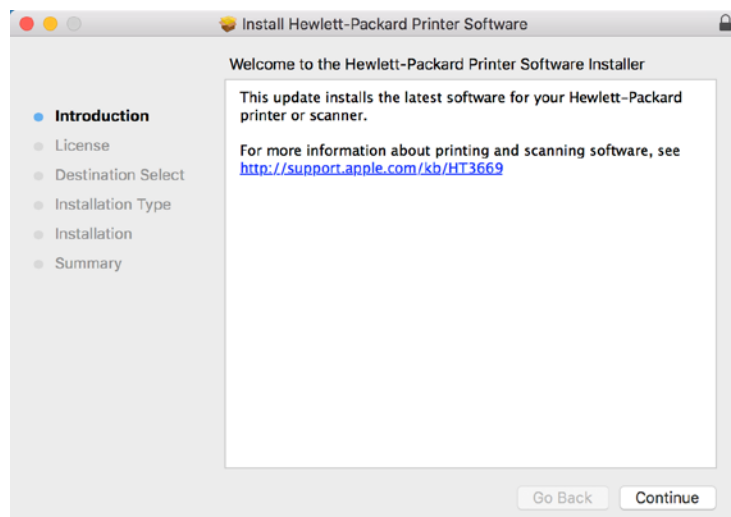 Install Hewlett-Packard Printer Software
Welcome to the Hewlett-Packard Printer Software Installer
Introduction
License
Destination Select
Installation Type
Installation
Summary
This update installs the latest software for your Hewlett-Packard
printer or scanner.
For more information about printing and scanning software, see
http://support.apple.com/kb/HT3669
Go Back
Continue